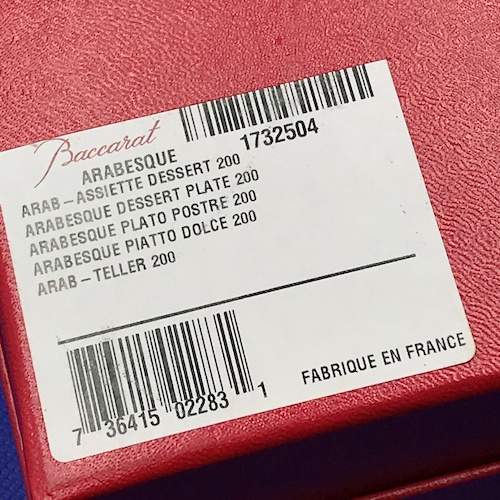 Baccarat
1732504
ARABESQUE
ARAB-ASSIETTE DESSERT 200
ARABESQUE DESSERT PLATE 200
ARABESQUE PLATO POSTRE 200
ARABESQUE PIATTO DOLCE 200
ARAB-TELLER 200
7 36415 02283 1
FABRIQUE EN FRANCE